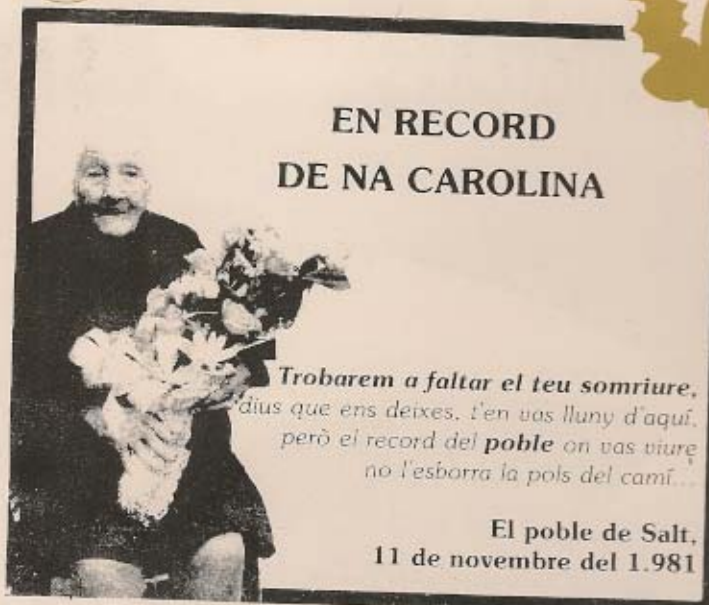 EN RECORD
DE NA CAROLINA
Trobarem a faltar el teu somriure,
dius que ens deixes, t'en vas lluny d'aquí,
però el record del poble on vas viure
no l'esborra la pols del camí...
El poble de Salt,
11 de novembre del 1.981